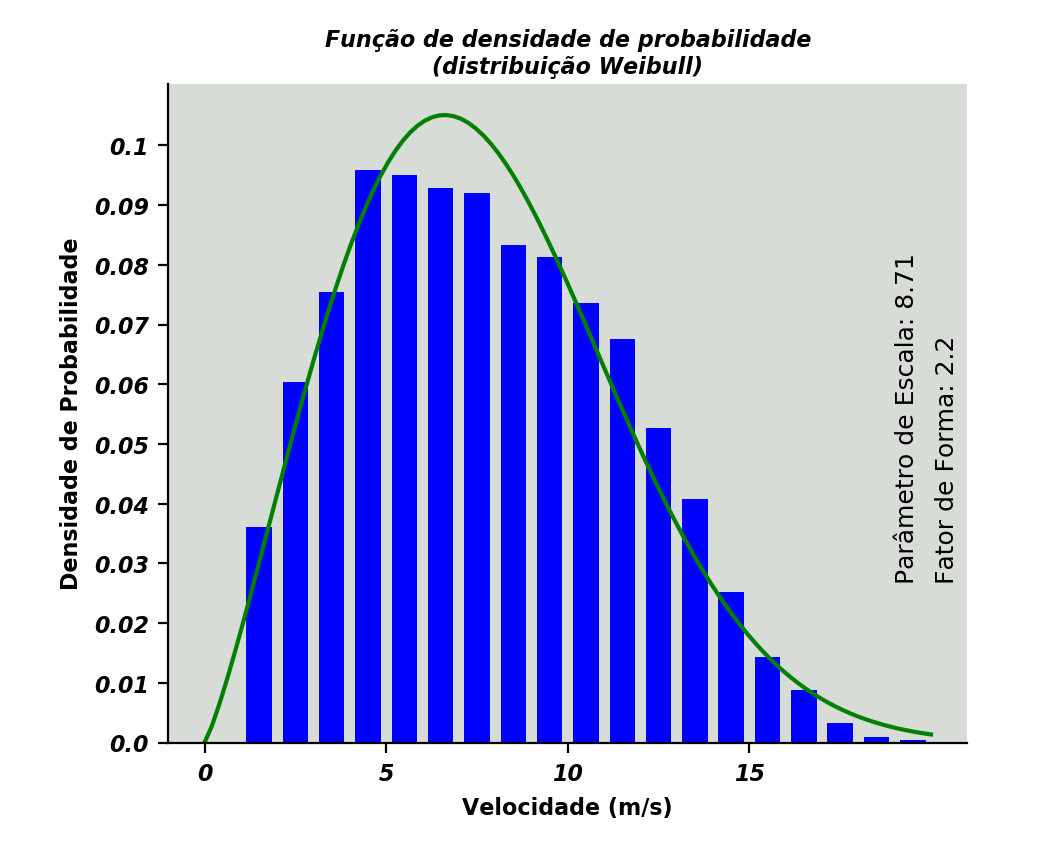 Função de densidade de probabilidade
(distribuição Weibull)
Densidade de Probabilidade
0.1
0.09
0.08
0.07
0.06
0.05
0.04
0.03
0.02
0.01
0.0
0 5 10 15
Velocidade (m/s)
Parâmetro de Escala: 8.71
Fator de Forma: 2.2